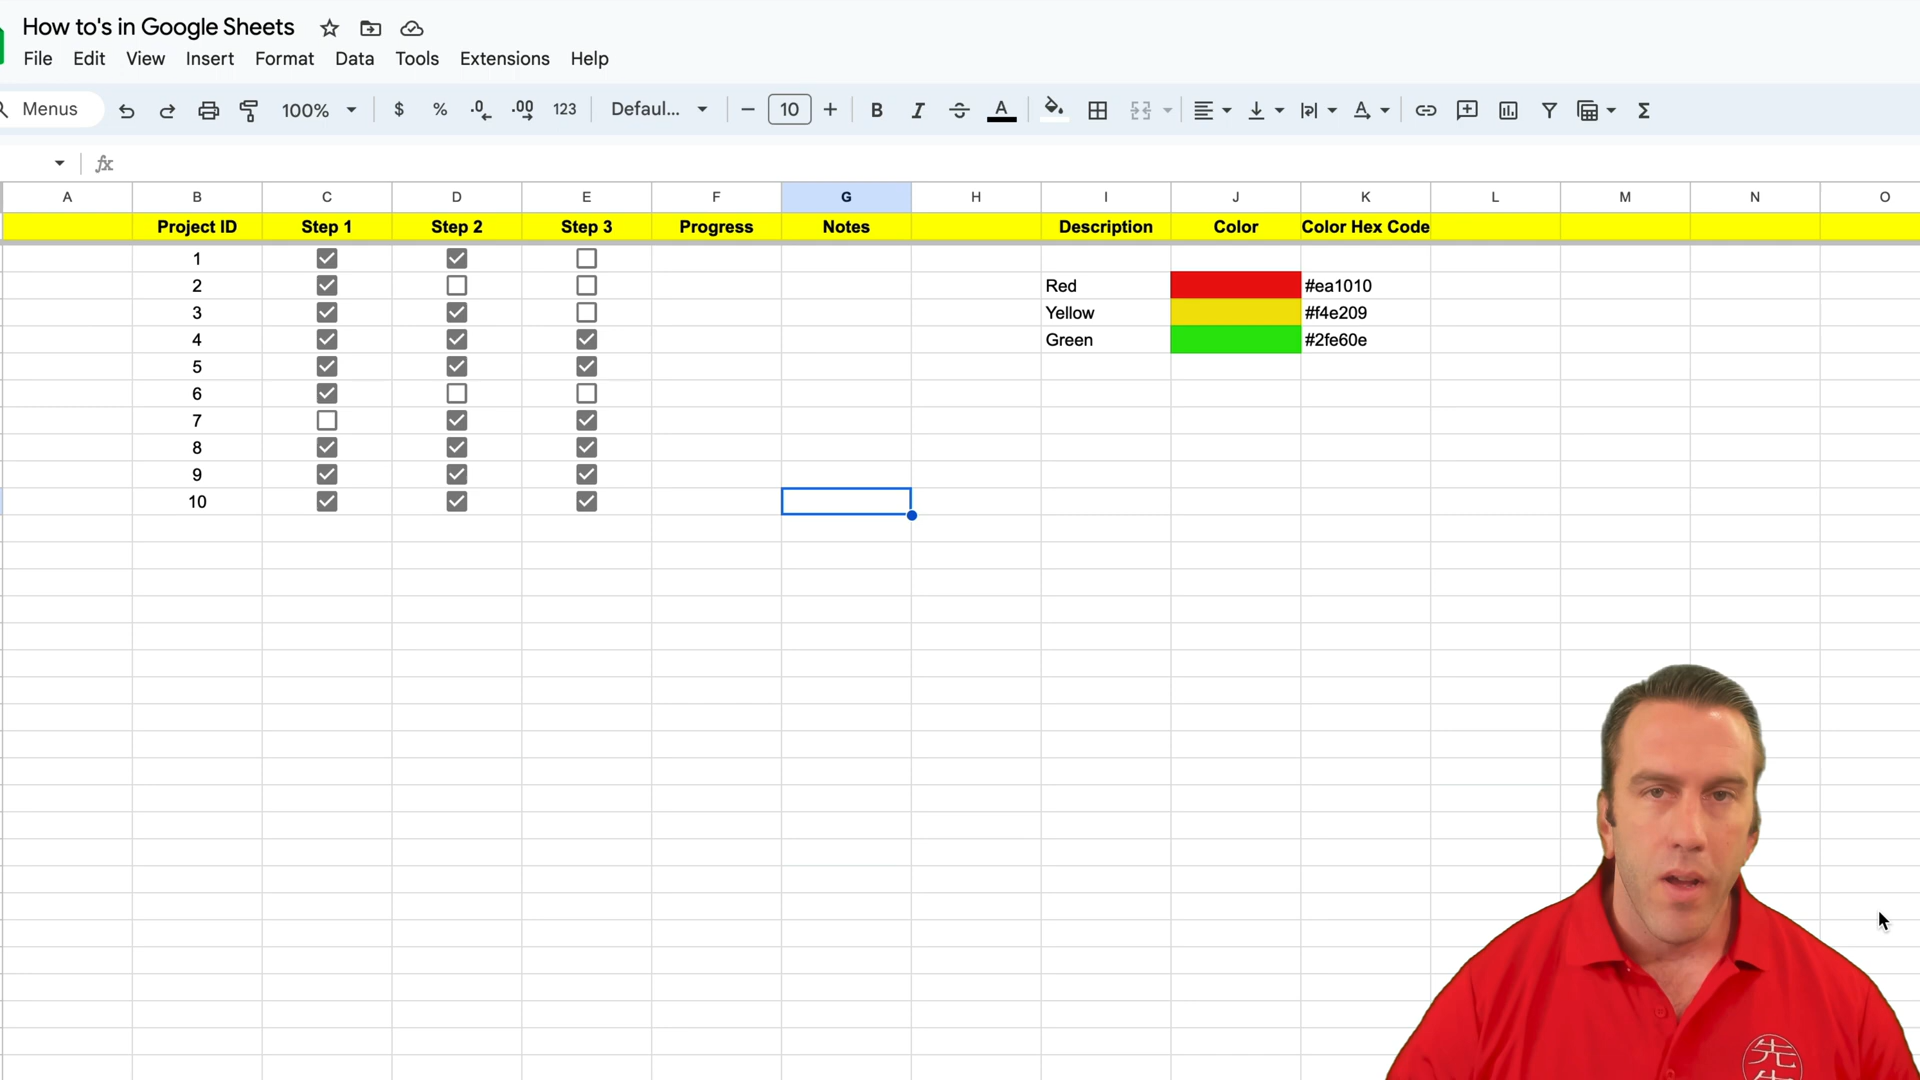 How to's in Google Sheets
File Edit View Insert Format Data Tools Extensions Help
Menus 100% $ % .0 .00 123 Defaul... 10 B I S A Σ
fx
A B C D E F G H I J K L M N O
Project ID Step 1 Step 2 Step 3 Progress Notes Description Color Color Hex Code
1
2 Red #ea1010
3 Yellow #f4e209
4 Green #2fe60e
5
6
7
8
9
10
先